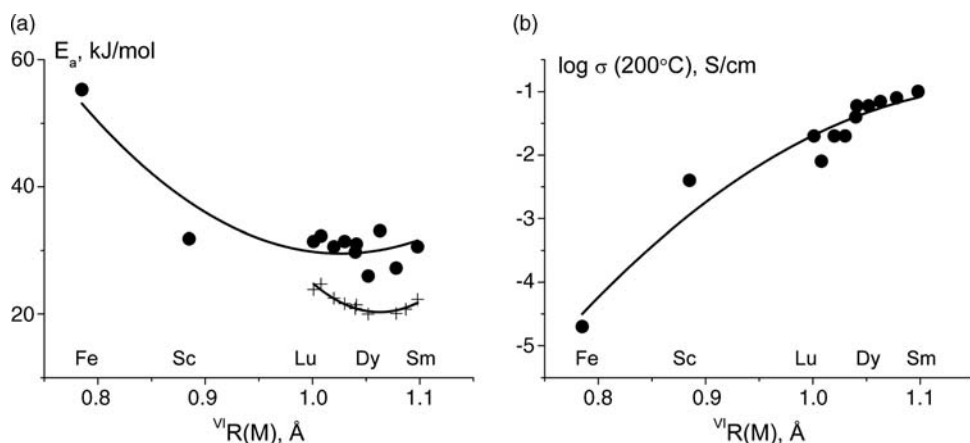 (a)
E_a, kJ/mol
60
40
20
Fe Sc Lu Dy Sm
0.8 0.9 1.0 1.1
^{VI}R(M), Å
(b)
log σ (200°C), S/cm
-1
-2
-3
-4
-5
Fe Sc Lu Dy Sm
0.8 0.9 1.0 1.1
^{VI}R(M), Å